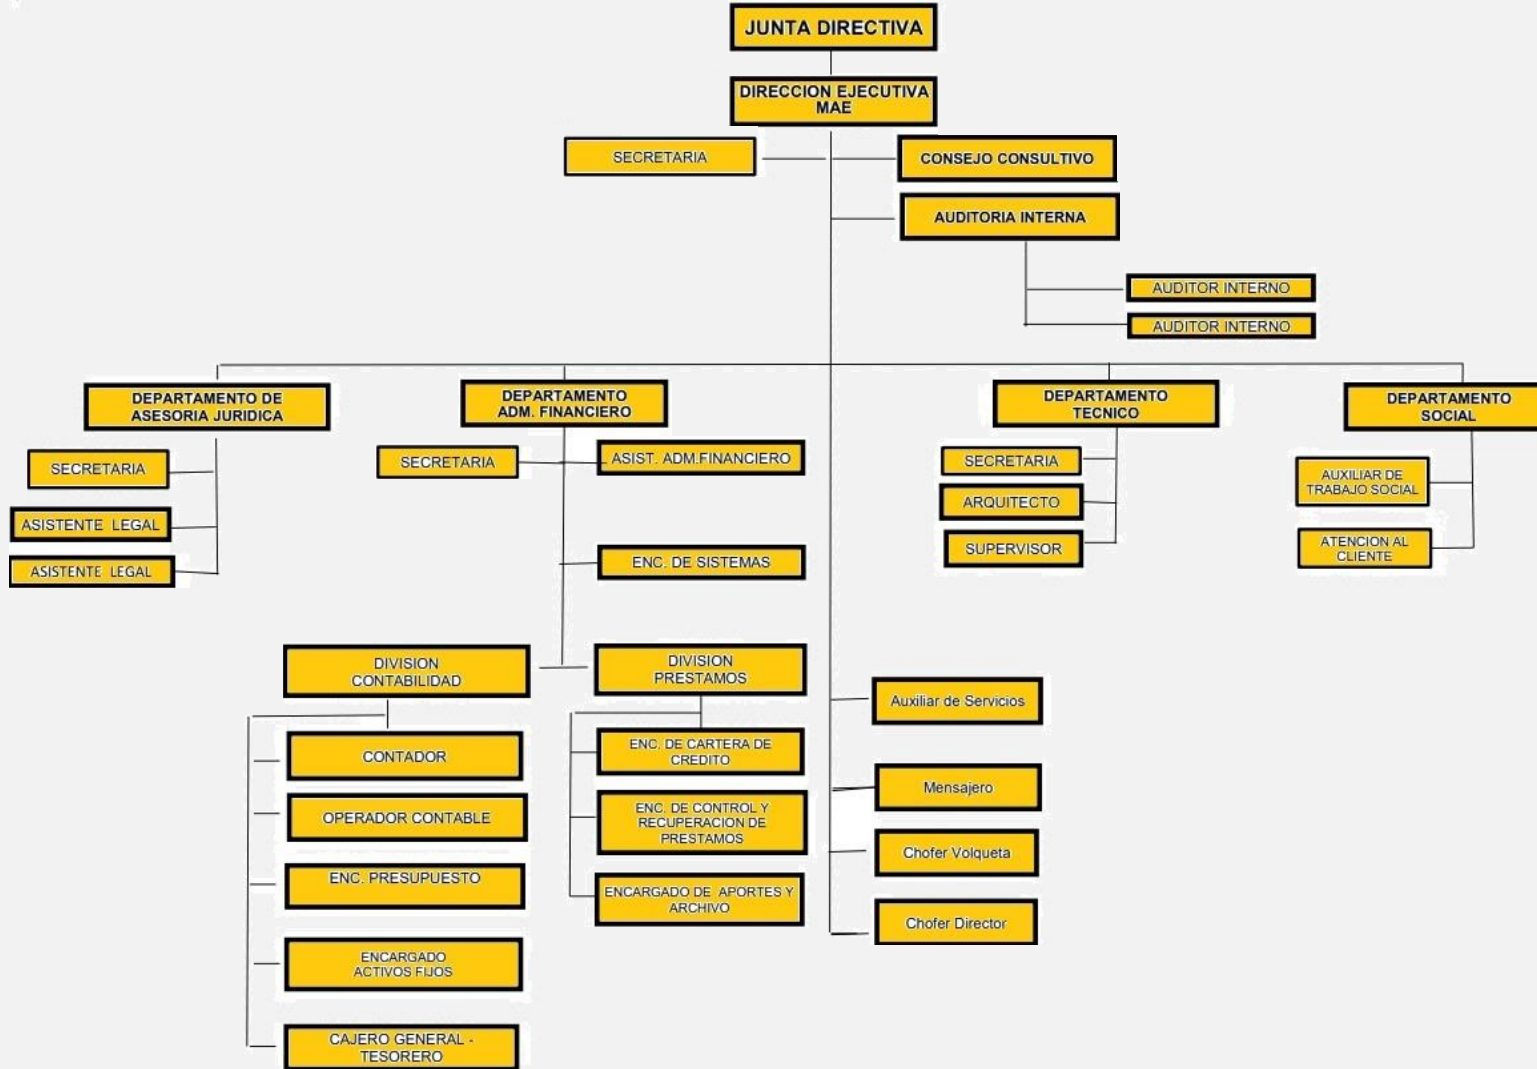 JUNTA DIRECTIVA
DIRECCION EJECUTIVA
MAE
SECRETARIA
CONSEJO CONSULTIVO
AUDITORIA INTERNA
AUDITOR INTERNO
AUDITOR INTERNO
DEPARTAMENTO DE
ASESORIA JURIDICA
SECRETARIA
ASISTENTE LEGAL
ASISTENTE LEGAL
DEPARTAMENTO
ADM. FINANCIERO
SECRETARIA
ASIST. ADM.FINANCIERO
ENC. DE SISTEMAS
DIVISION
CONTABILIDAD
CONTADOR
OPERADOR CONTABLE
ENC. PRESUPUESTO
ENCARGADO
ACTIVOS FIJOS
CAJERO GENERAL -
TESORERO
DIVISION
PRESTAMOS
ENC. DE CARTERA DE
CREDITO
ENC. DE CONTROL Y
RECUPERACION DE
PRESTAMOS
ENCARGADO DE APORTES Y
ARCHIVO
DEPARTAMENTO
TECNICO
SECRETARIA
ARQUITECTO
SUPERVISOR
DEPARTAMENTO
SOCIAL
AUXILIAR DE
TRABAJO SOCIAL
ATENCION AL
CLIENTE
Auxiliar de Servicios
Mensajero
Chofer Volqueta
Chofer Director